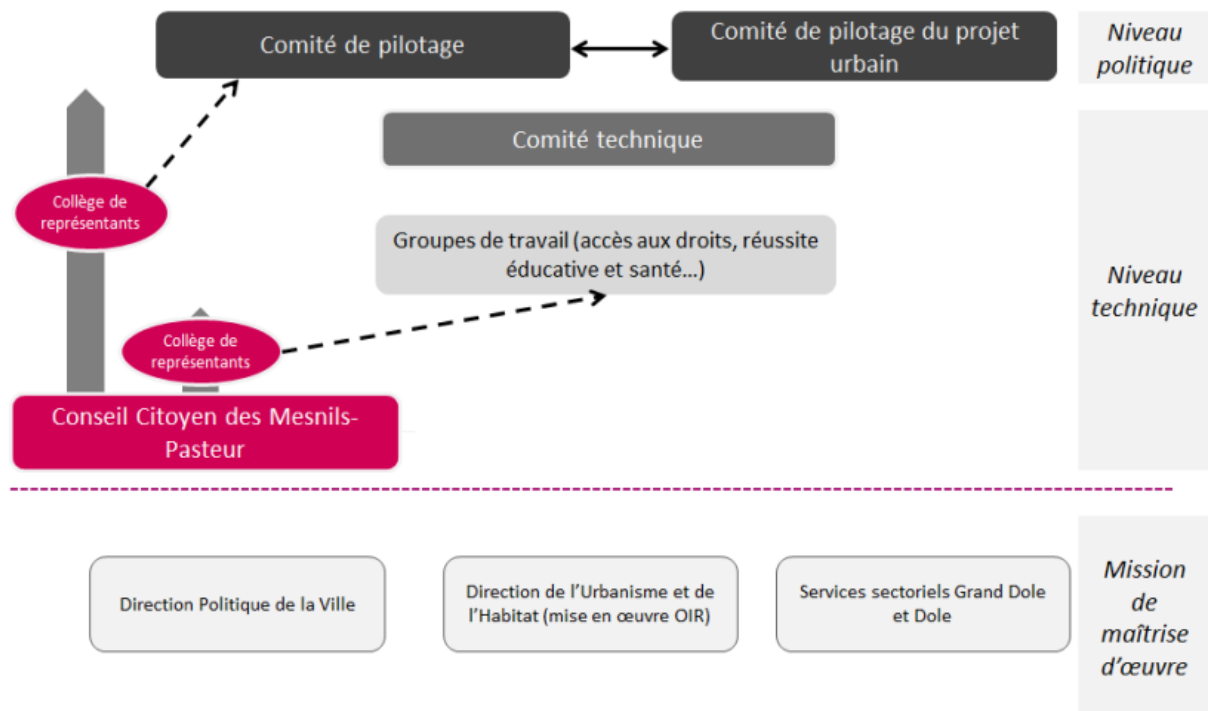 Comité de pilotage
Comité de pilotage du projet
urbain
Niveau
politique
Comité technique
Collège de
représentants
Groupes de travail (accès aux droits, réussite
éducative et santé…)
Niveau
technique
Collège de
représentants
Conseil Citoyen des Mesnils-
Pasteur
Direction Politique de la Ville
Direction de l’Urbanisme et de
l’Habitat (mise en œuvre OIR)
Services sectoriels Grand Dole
et Dole
Mission
de
maîtrise
d’œuvre